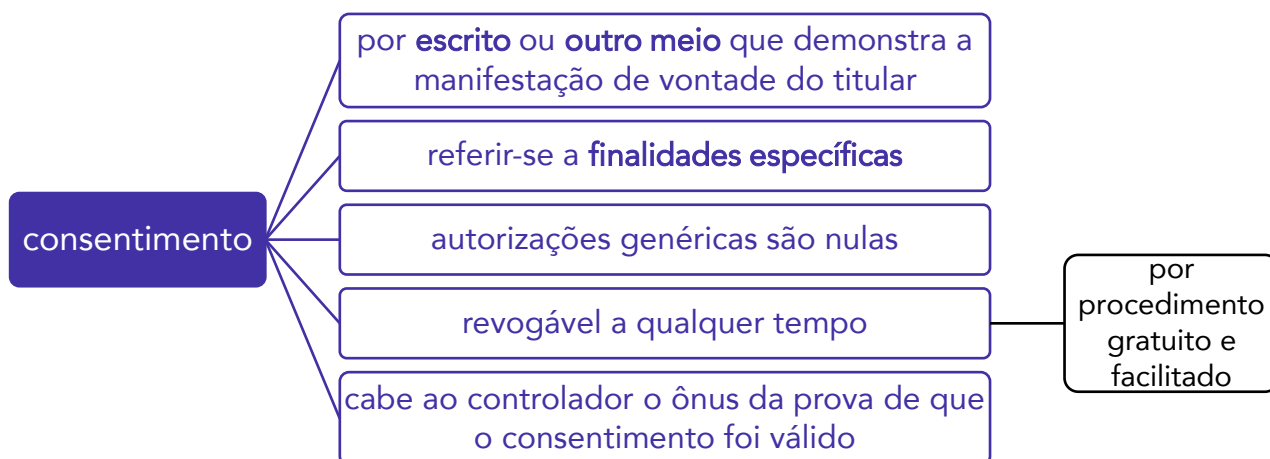 por escrito ou outro meio que demonstra a
manifestação de vontade do titular
referir-se a finalidades específicas
consentimento
autorizações genéricas são nulas
revogável a qualquer tempo
por
procedimento
gratuito e
facilitado
cabe ao controlador o ônus da prova de que
o consentimento foi válido